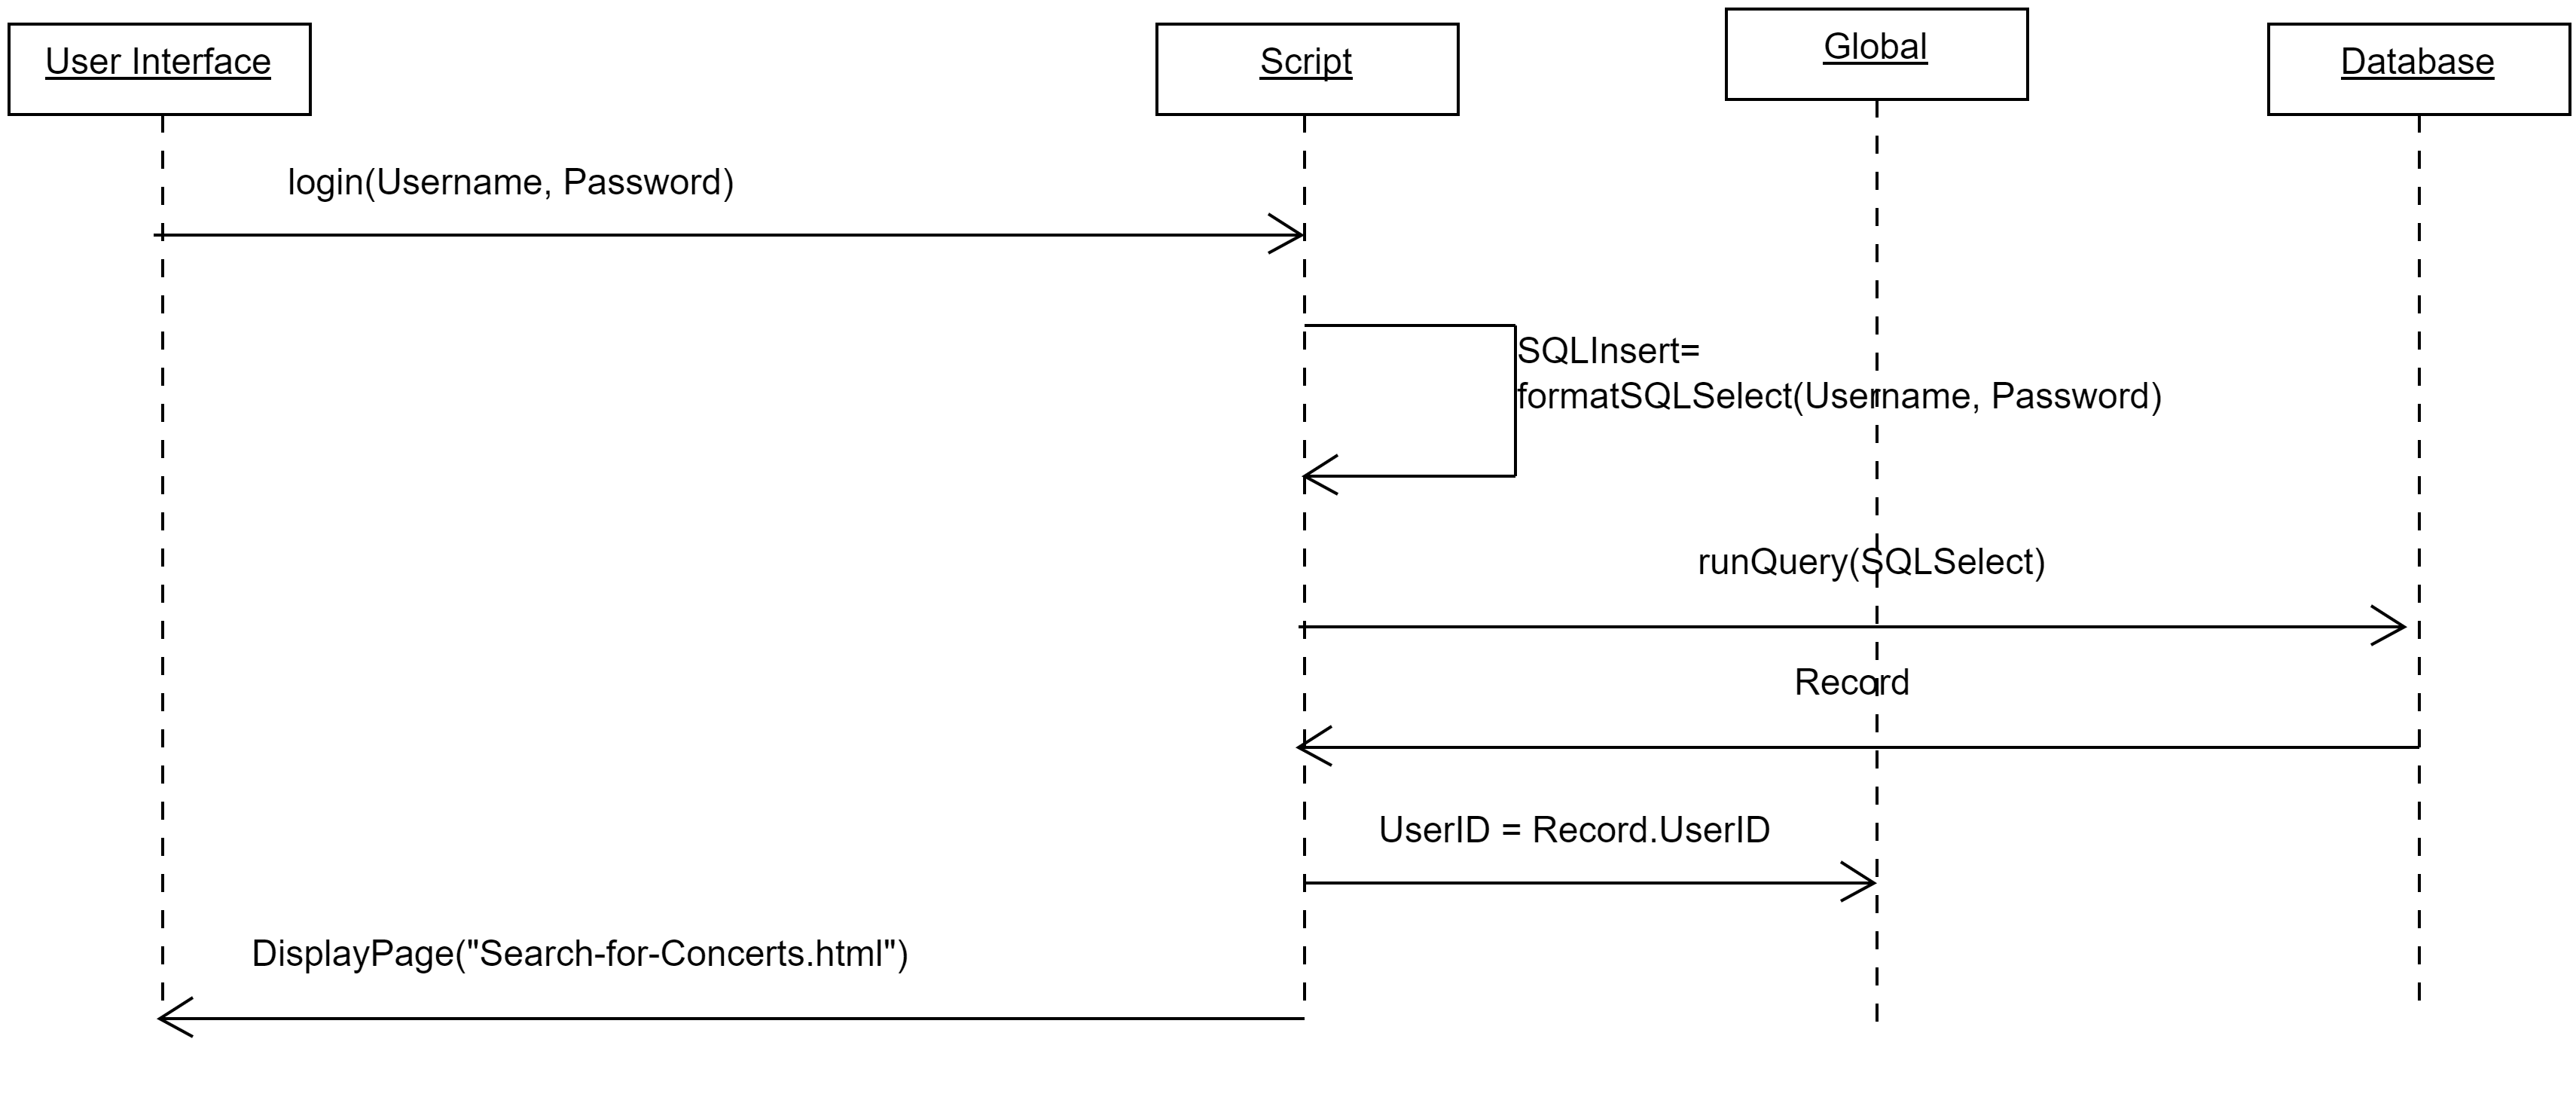 User Interface
Script
Global
Database
login(Username, Password)
SQLInsert=
formatSQLSelect(Username, Password)
runQuery(SQLSelect)
Record
UserID = Record.UserID
DisplayPage("Search-for-Concerts.html")